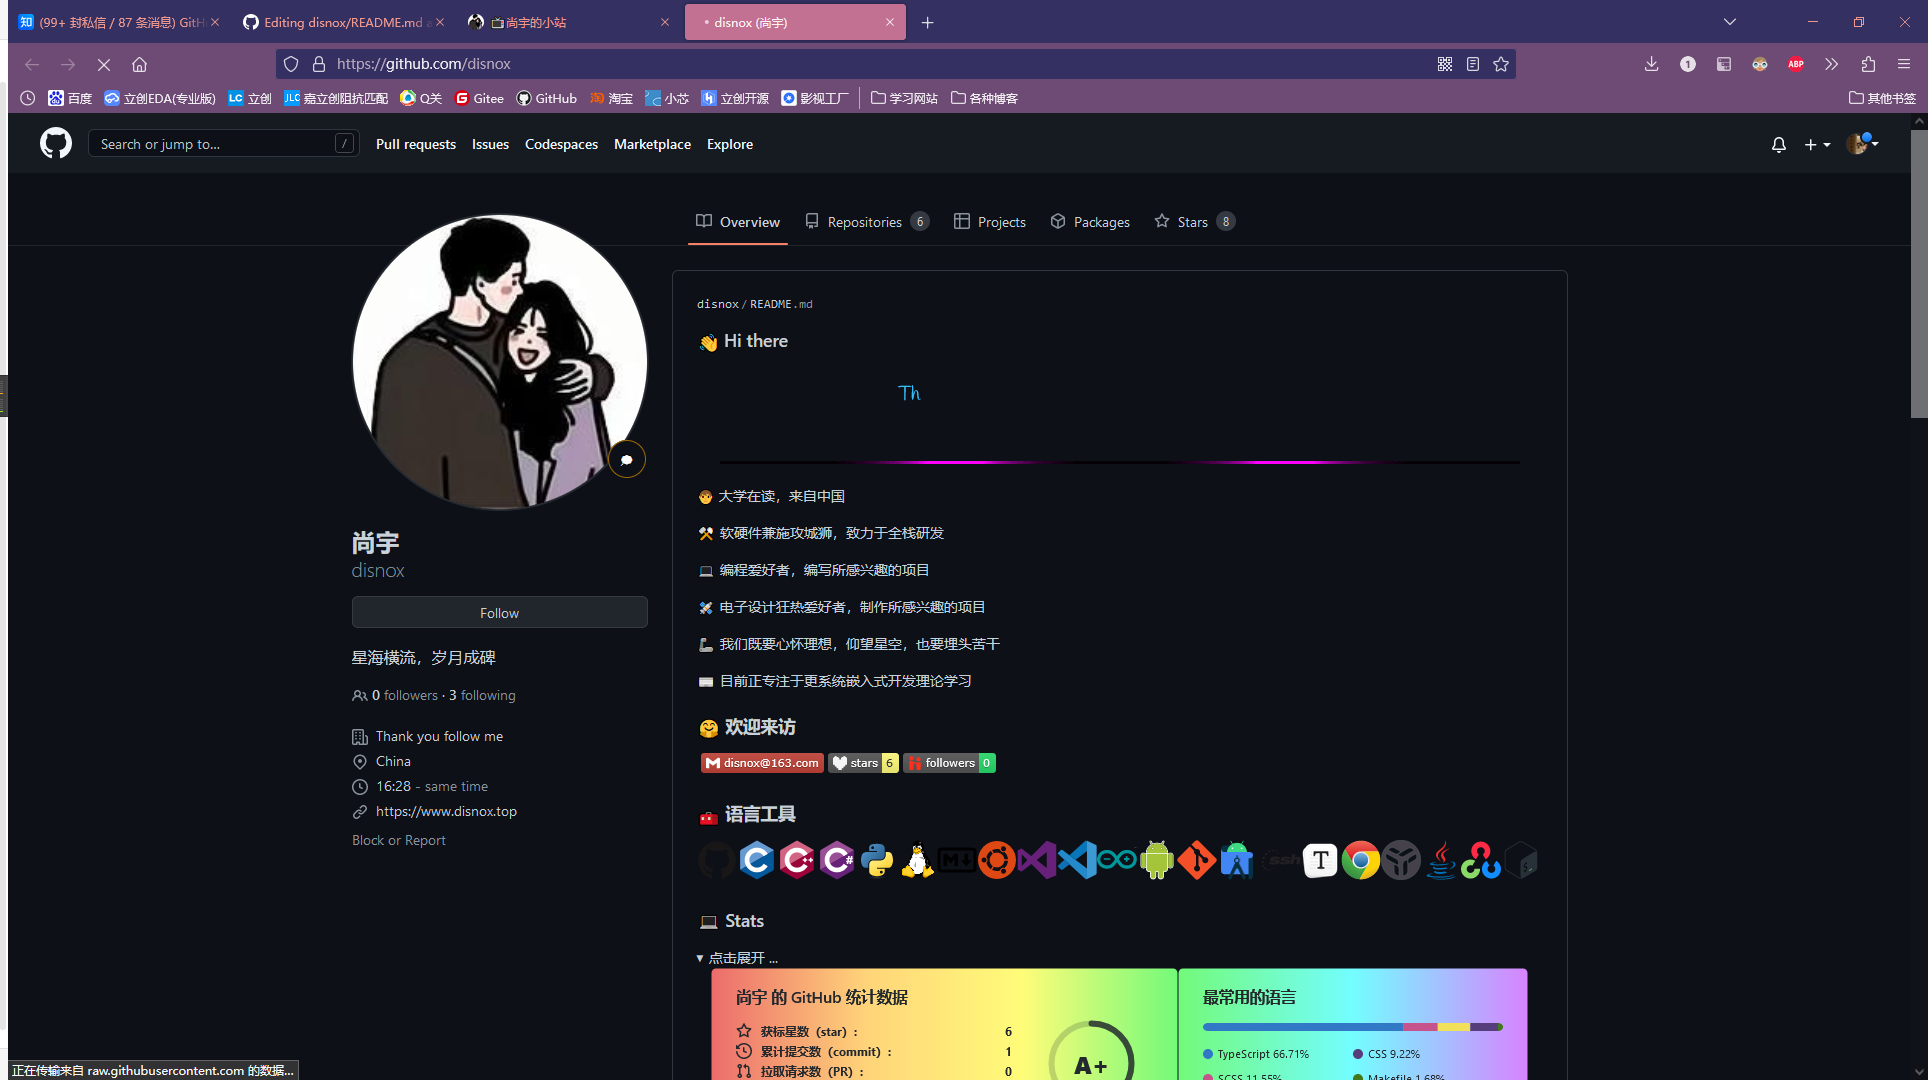 (99+ 封私信 / 87 条消息) GitH
Editing disnox/README.md a
尚宇的小站
disnox (尚宇)
https://github.com/disnox
1
ABP
百度
立创EDA(专业版)
LC 立创
JLC 嘉立创阻抗匹配
Q关
G Gitee
GitHub
淘宝
小芯
立创开源
影视工厂
学习网站
各种博客
其他书签
Search or jump to...
/
Pull requests
Issues
Codespaces
Marketplace
Explore
Overview
Repositories 6
Projects
Packages
Stars 8
尚宇
disnox
Follow
星海横流，岁月成碑
0 followers · 3 following
Thank you follow me
China
16:28 - same time
https://www.disnox.top
Block or Report
disnox / README.md
Hi there
Th
大学在读，来自中国
软硬件兼施攻城狮，致力于全栈研发
编程爱好者，编写所感兴趣的项目
电子设计狂热爱好者，制作所感兴趣的项目
我们既要心怀理想，仰望星空，也要埋头苦干
目前正专注于更系统嵌入式开发理论学习
欢迎来访
disnox@163.com
stars 6
followers 0
语言工具
C C++ C# M ssh T
Stats
点击展开 ...
尚宇 的 GitHub 统计数据
获标星数（star）: 6
累计提交数（commit）: 1
拉取请求数（PR）: 0
A+
最常用的语言
TypeScript 66.71%
CSS 9.22%
SCSS 11.55%
Makefile 1.68%
正在传输来自 raw.githubusercontent.com 的数据...